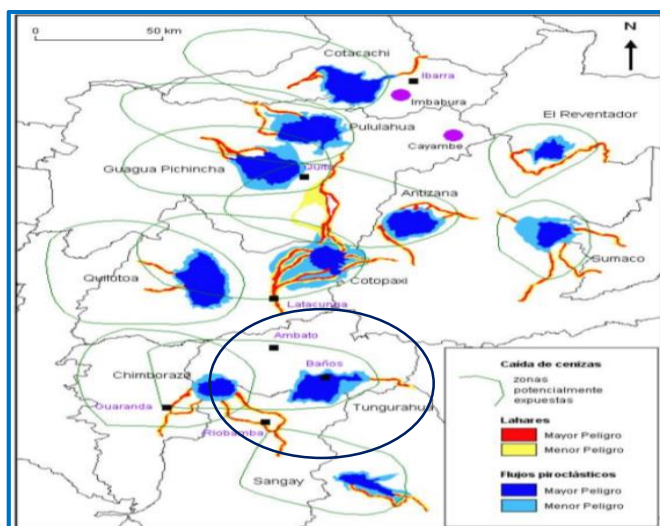 0 50 km
N
Cotacachi
Ibarra
Imbabura
El Reventador
Pululahua
Cayambe
Guagua Pichincha
Quito
Antizana
Sumaco
Quilotoa
Cotopaxi
Latacunga
Ambato
Chimborazo
Baños
Guaranda
Tungurahua
Riobamba
Sangay
Caída de cenizas
zonas
potencialmente
expuestas
Lahares
Mayor Peligro
Menor Peligro
Flujos piroclásticos
Mayor Peligro
Menor Peligro